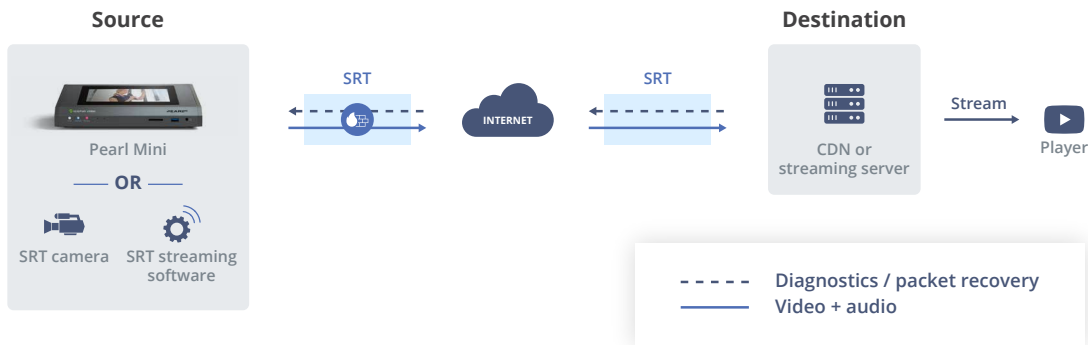 Source
Destination
SRT
SRT
Pearl Mini
INTERNET
Stream
CDN or
streaming server
Player
OR
SRT camera
SRT streaming
software
Diagnostics / packet recovery
Video + audio